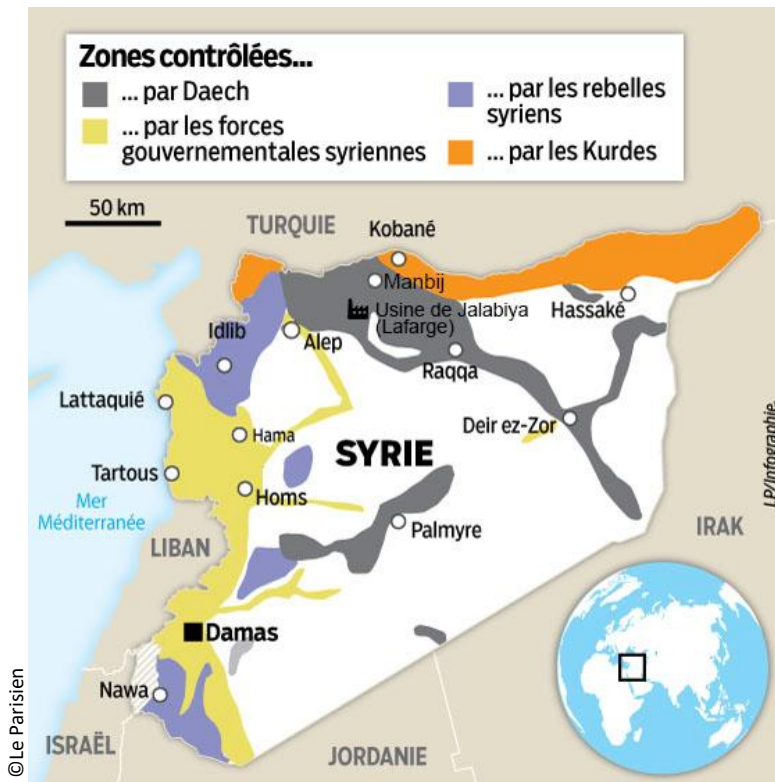 Zones contrôlées...
... par Daech
... par les forces
gouvernementales syriennes
... par les rebelles
syriens
... par les Kurdes
50 km
TURQUIE
Kobané
Manbij
Usine de Jalabiya
(Lafarge)
Hassaké
Idlib
Alep
Raqqa
Lattaquié
Deir ez-Zor
Hama
SYRIE
Tartous
Homs
Mer
Méditerranée
Palmyre
LIBAN
IRAK
Damas
Nawa
ISRAËL
JORDANIE
LP/Infographie.
©Le Parisien